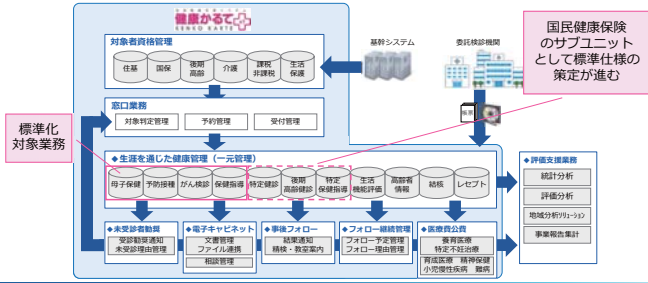 健康かるて
KENKO KARTE
対象者資格管理
住基
国保
後期
高齢
介護
課税
非課税
生活
保護
基幹システム
委託検診機関
国民健康保険
のサブユニット
として標準仕様の
策定が進む
窓口業務
対象判定管理
予約管理
受付管理
標準化
対象業務
◆生涯を通じた健康管理(一元管理)
母子保健
予防接種
がん検診
保健指導
特定健診
後期
高齢健診
特定
保健指導
生活
機能評価
高齢者
情報
結核
レセプト
◆評価支援業務
統計分析
評価分析
地域分析ソリューション
事業報告集計
◆未受診者勧奨
受診勧奨通知
未受診理由管理
◆電子キャビネット
文書管理
ファイル連携
相談管理
◆事後フォロー
結果通知
精検・教室案内
◆フォロー継続管理
フォロー予定管理
フォロー理由管理
◆医療費公費
養育医療
特定不妊治療
育成医療 精神保健
小児慢性疾病 難病